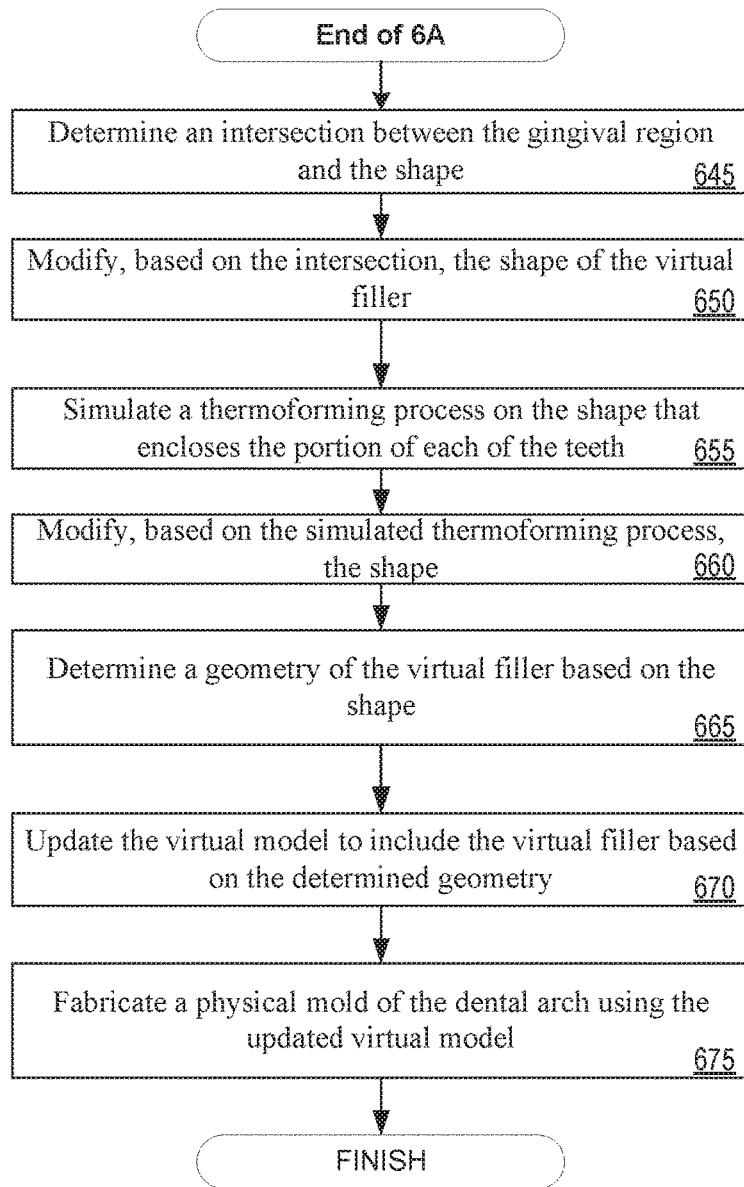 End of 6A
Determine an intersection between the gingival region
and the shape
645
Modify, based on the intersection, the shape of the virtual
filler
650
Simulate a thermoforming process on the shape that
encloses the portion of each of the teeth
655
Modify, based on the simulated thermoforming process,
the shape
660
Determine a geometry of the virtual filler based on the
shape
665
Update the virtual model to include the virtual filler based
on the determined geometry
670
Fabricate a physical mold of the dental arch using the
updated virtual model
675
FINISH